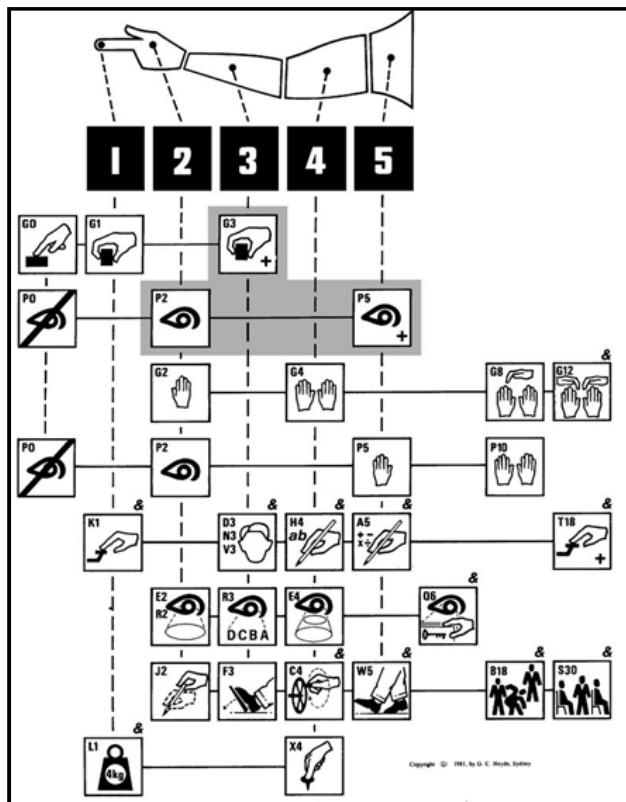 1 2 3 4 5
G0 G1 G3
+
P0 P2 P5
+
&
G2 G4 G8 G12
P0 P2 P5 P10
& & & & &
K1 D3 H4 A5 T18
N3 ab + -
V3 x ÷
+
&
E2 R3 E4 Q6
R2
DCBA
& & & &
J2 F3 C4 W5 B18 S30
&
L1 X4
4kg
Copyright © 1981, by G. C. Heyde, Sydney